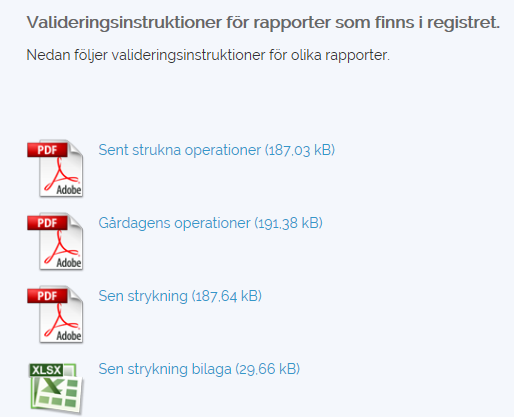 Valideringsinstruktioner för rapporter som finns i registret.
Nedan följer valideringsinstruktioner för olika rapporter.
PDF
Adobe
Sent strukna operationer (187,03 kB)
PDF
Adobe
Gårdagens operationer (191,38 kB)
PDF
Adobe
Sen strykning (187,64 kB)
XLSX
Sen strykning bilaga (29,66 kB)